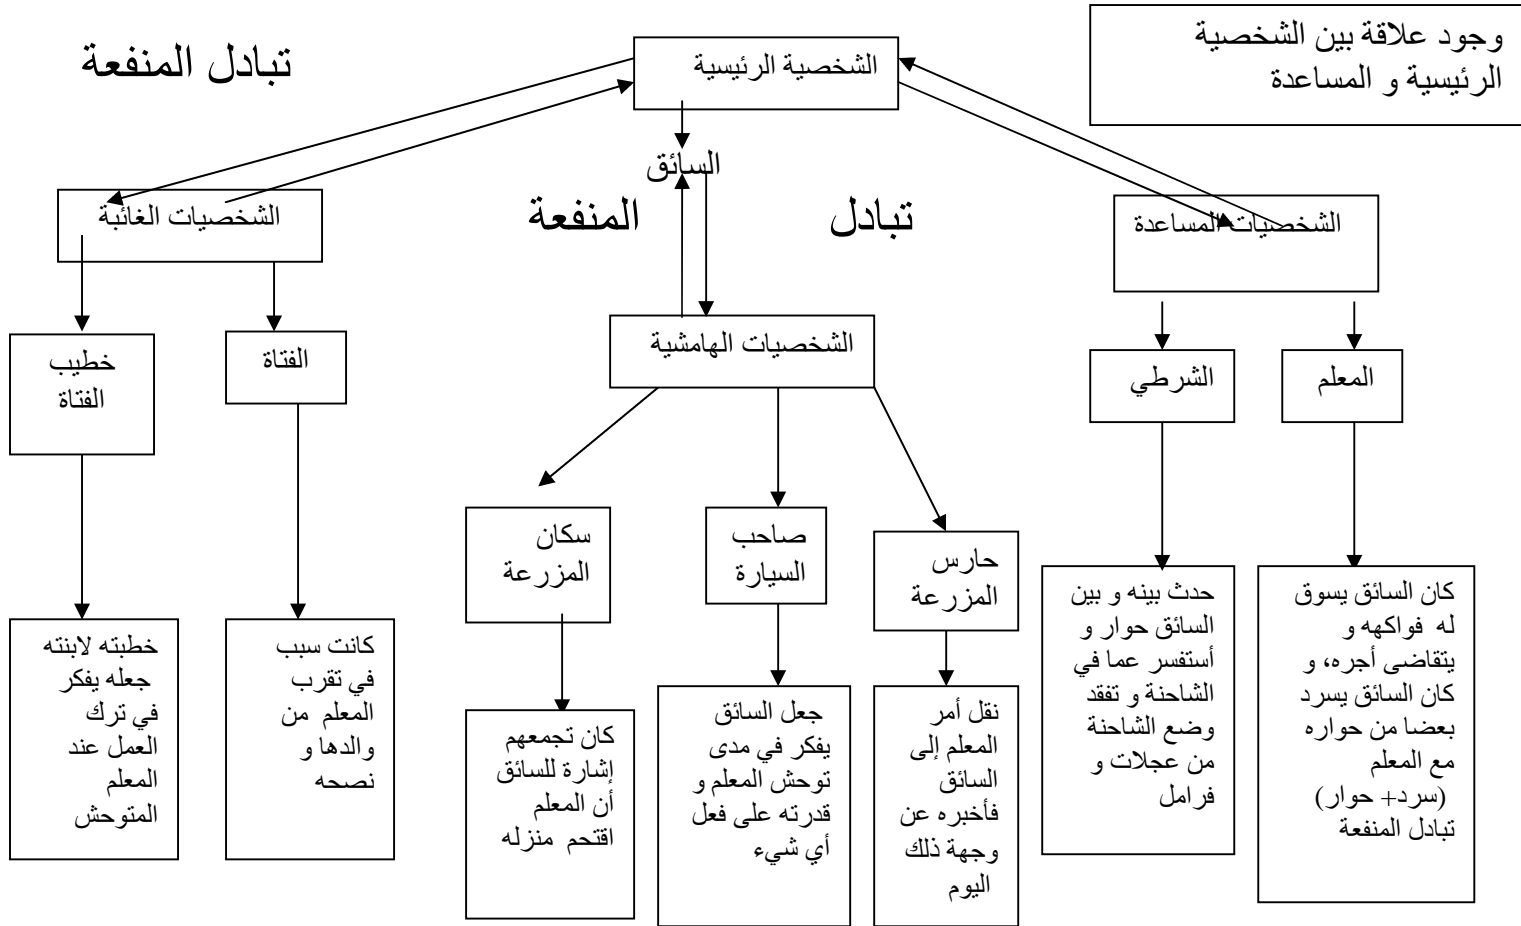 وجود علاقة بين الشخصية
الرئيسية و المساعدة
الشخصية الرئيسية
تبادل المنفعة
السائق
تبادل
المنفعة
الشخصيات المساعدة
الشخصيات الغائبة
الشخصيات الهامشية
المعلم
الشرطي
الفتاة
خطيب
الفتاة
حارس
المزرعة
صاحب
السيارة
سكان
المزرعة
كان السائق يسوق
له فواكهه و
يتقاضى أجره، و
كان السائق يسرد
بعضا من حواره
مع المعلم
(سرد+ حوار)
تبادل المنفعة
حدث بينه و بين
السائق حوار و
أستفسر عما في
الشاحنة و تفقد
وضع الشاحنة
من عجلات و
فرامل
نقل أمر
المعلم إلى
السائق
فأخبره عن
وجهة ذلك
اليوم
جعل السائق
يفكر في مدى
توحش المعلم و
قدرته على فعل
أي شيء
كان تجمعهم
إشارة للسائق
أن المعلم
اقتحم منزله
كانت سبب
في تقرب
المعلم من
والدها و
نصحه
خطبته لابنته
جعله يفكر
في ترك
العمل عند
المعلم
المتوحش